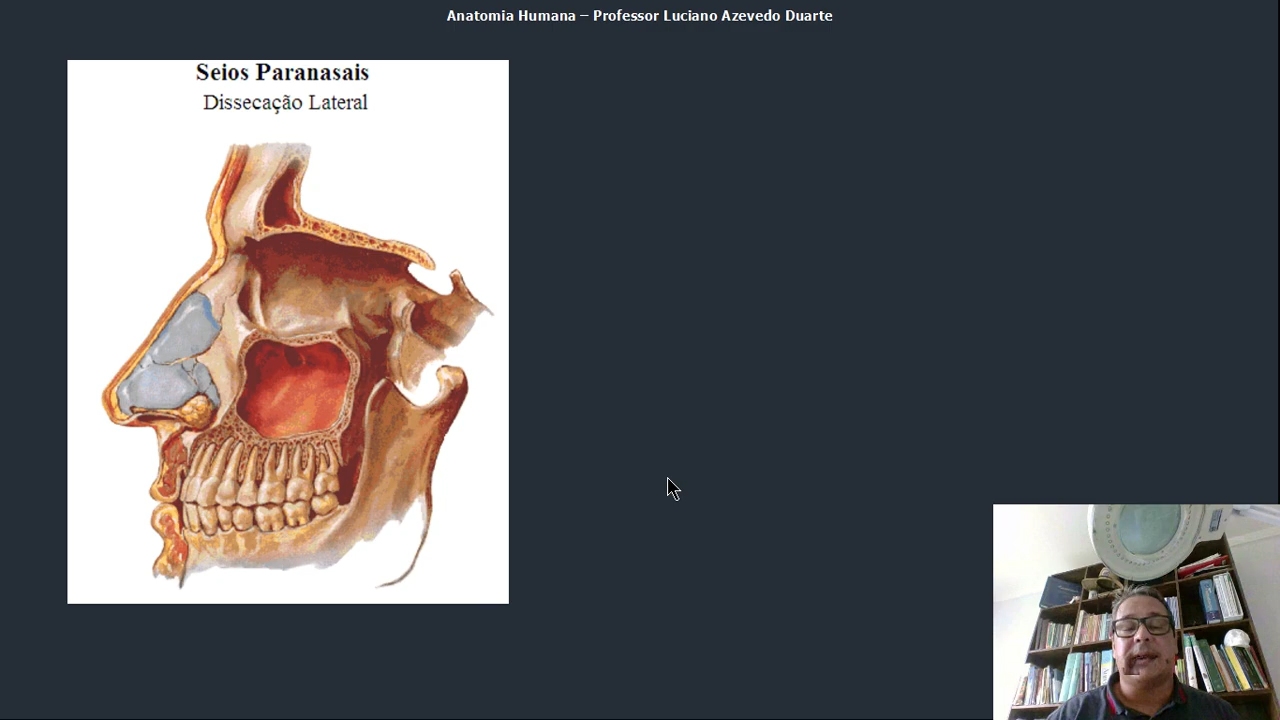 Anatomia Humana – Professor Luciano Azevedo Duarte
Seios Paranasais
Dissecação Lateral